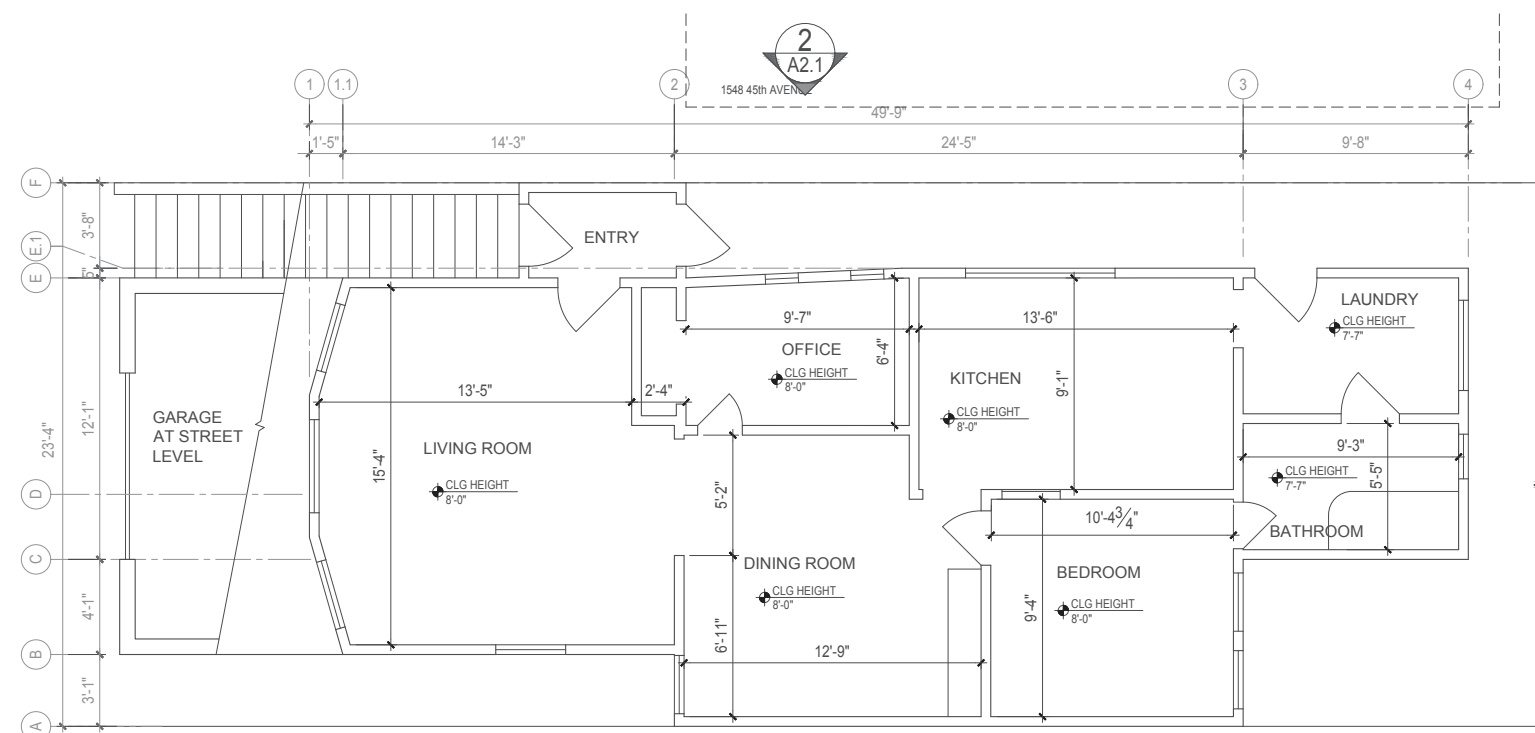 2
A2.1
1548 45th AVENUE
1
1.1
2
3
4
49'-9"
1'-5"
14'-3"
24'-5"
9'-8"
F
E.1
E
D
C
B
A
3'-8"
5"
12'-1"
23'-4"
4'-1"
3'-1"
ENTRY
GARAGE
AT STREET
LEVEL
13'-5"
15'-4"
LIVING ROOM
CLG HEIGHT
8'-0"
2'-4"
9'-7"
OFFICE
CLG HEIGHT
8'-0"
6'-4"
13'-6"
KITCHEN
CLG HEIGHT
8'-0"
9'-1"
LAUNDRY
CLG HEIGHT
7'-7"
9'-3"
CLG HEIGHT
7'-7"
5'-5"
BATHROOM
5'-2"
DINING ROOM
CLG HEIGHT
8'-0"
6'-11"
12'-9"
10'-4 3/4"
BEDROOM
CLG HEIGHT
8'-0"
9'-4"